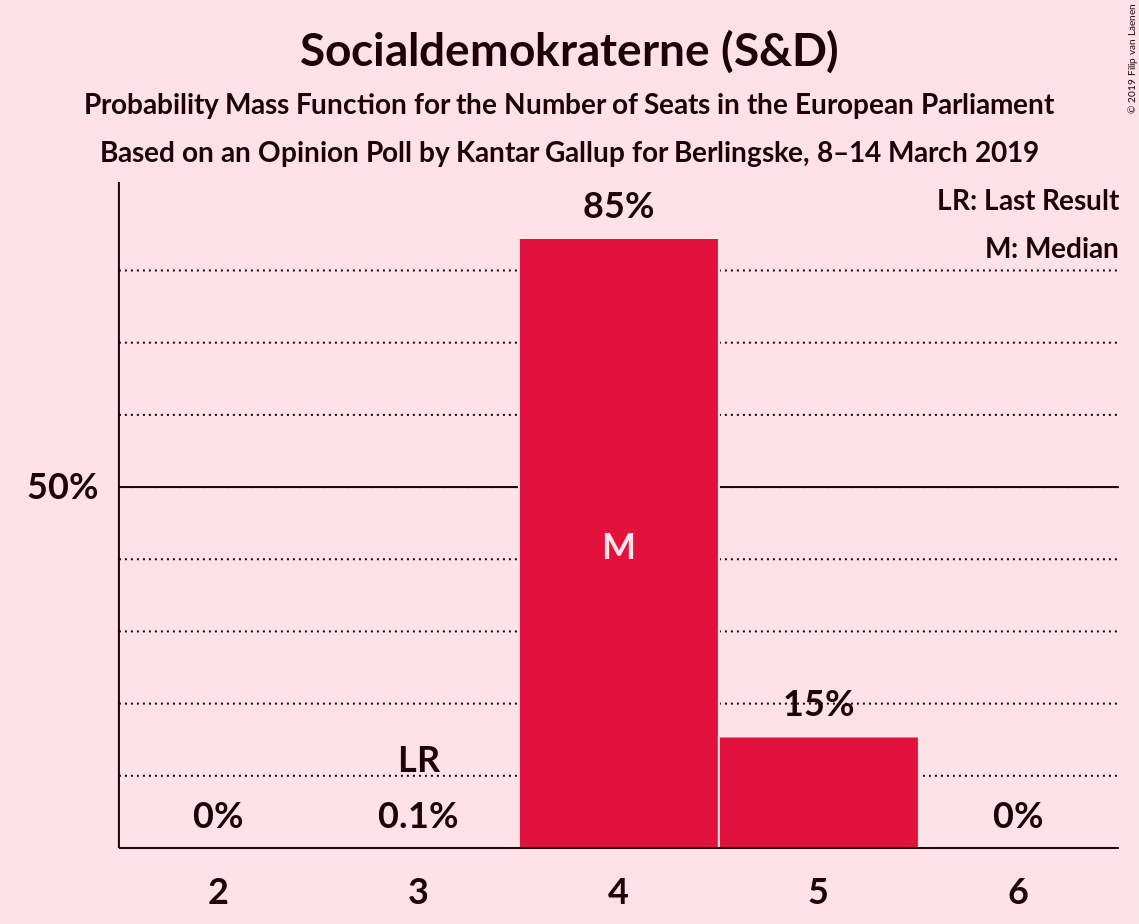 Socialdemokraterne (S&D)
Probability Mass Function for the Number of Seats in the European Parliament
Based on an Opinion Poll by Kantar Gallup for Berlingske, 8–14 March 2019
© 2019 Filip van Laenen
LR: Last Result
M: Median
85%
50%
M
15%
LR
0%
0.1%
0%
2
3
4
5
6